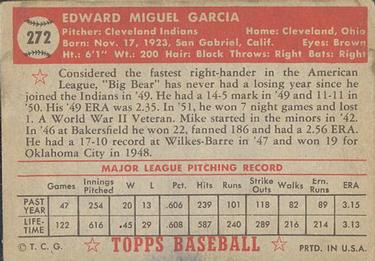 272
EDWARD MIGUEL GARCIA
Pitcher: Cleveland Indians Home: Cleveland, Ohio
Born: Nov. 17, 1923, San Gabriel, Calif. Eyes: Brown
Ht: 6'1" Wt: 200 Hair: Black Throws: Right Bats: Right
Considered the fastest right-hander in the American
League, "Big Bear" has never had a losing year since he
joined the Indians in '49. He had a 14-5 mark in '49 and 11-11 in
'50. His '49 ERA was 2.35. In '51, he won 7 night games and lost
1. A World War II Veteran. Mike started in the minors in '42.
In '46 at Bakersfield he won 22, fanned 186 and had a 2.56 ERA.
He had a 17-10 record at Wilkes-Barre in '47 and won 19 for
Oklahoma City in 1948.
MAJOR LEAGUE PITCHING RECORD
Games Innings Pitched W L Pct. Hits Runs Strike Outs Walks Ern. Runs ERA
PAST YEAR 47 254 20 13 .606 239 101 118 82 89 3.15
LIFE-TIME 122 616 .45 29 .608 587 240 289 216 214 3.13
© T. C. G. TOPPS BASEBALL PRTD. IN U.S.A.